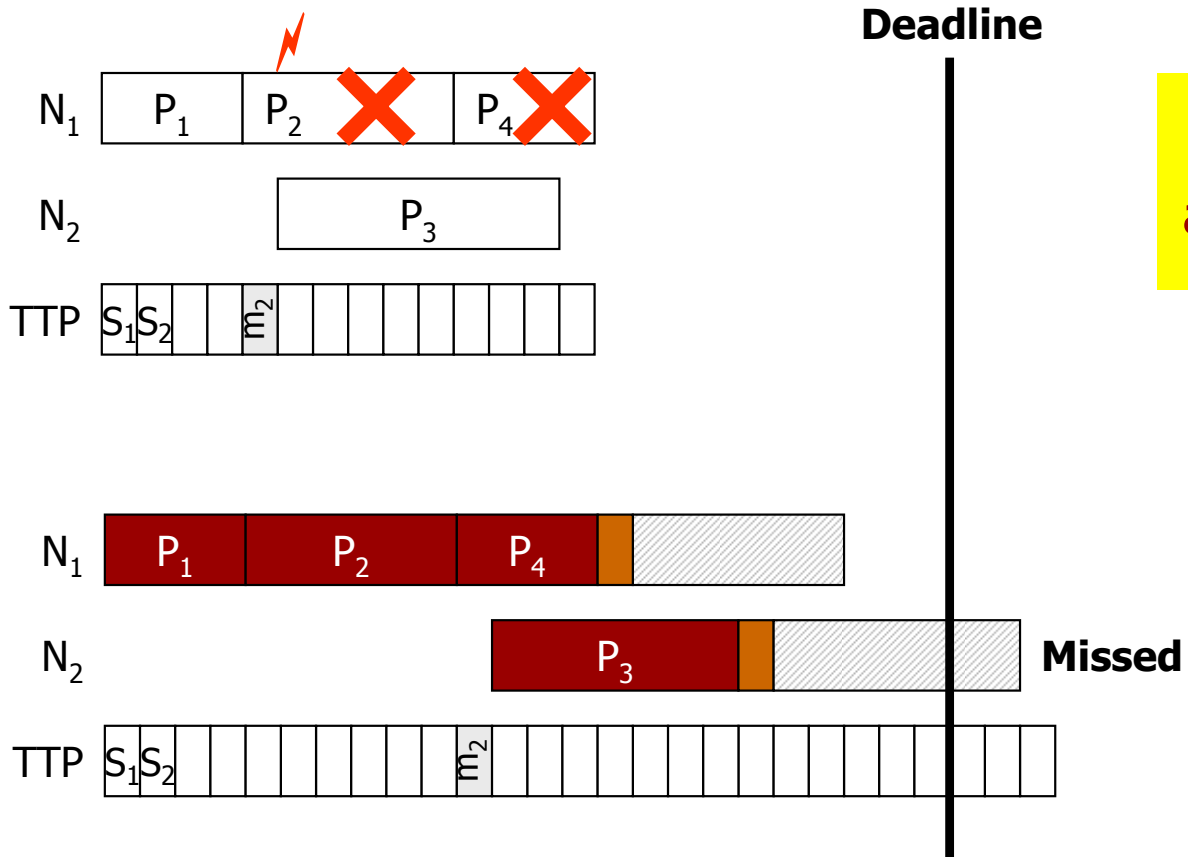 Deadline
N₁ P₁ P₂ P₄
N₂ P₃
TTP S₁ S₂ m₂
N₁ P₁ P₂ P₄
N₂ P₃ Missed
TTP S₁ S₂ m₂